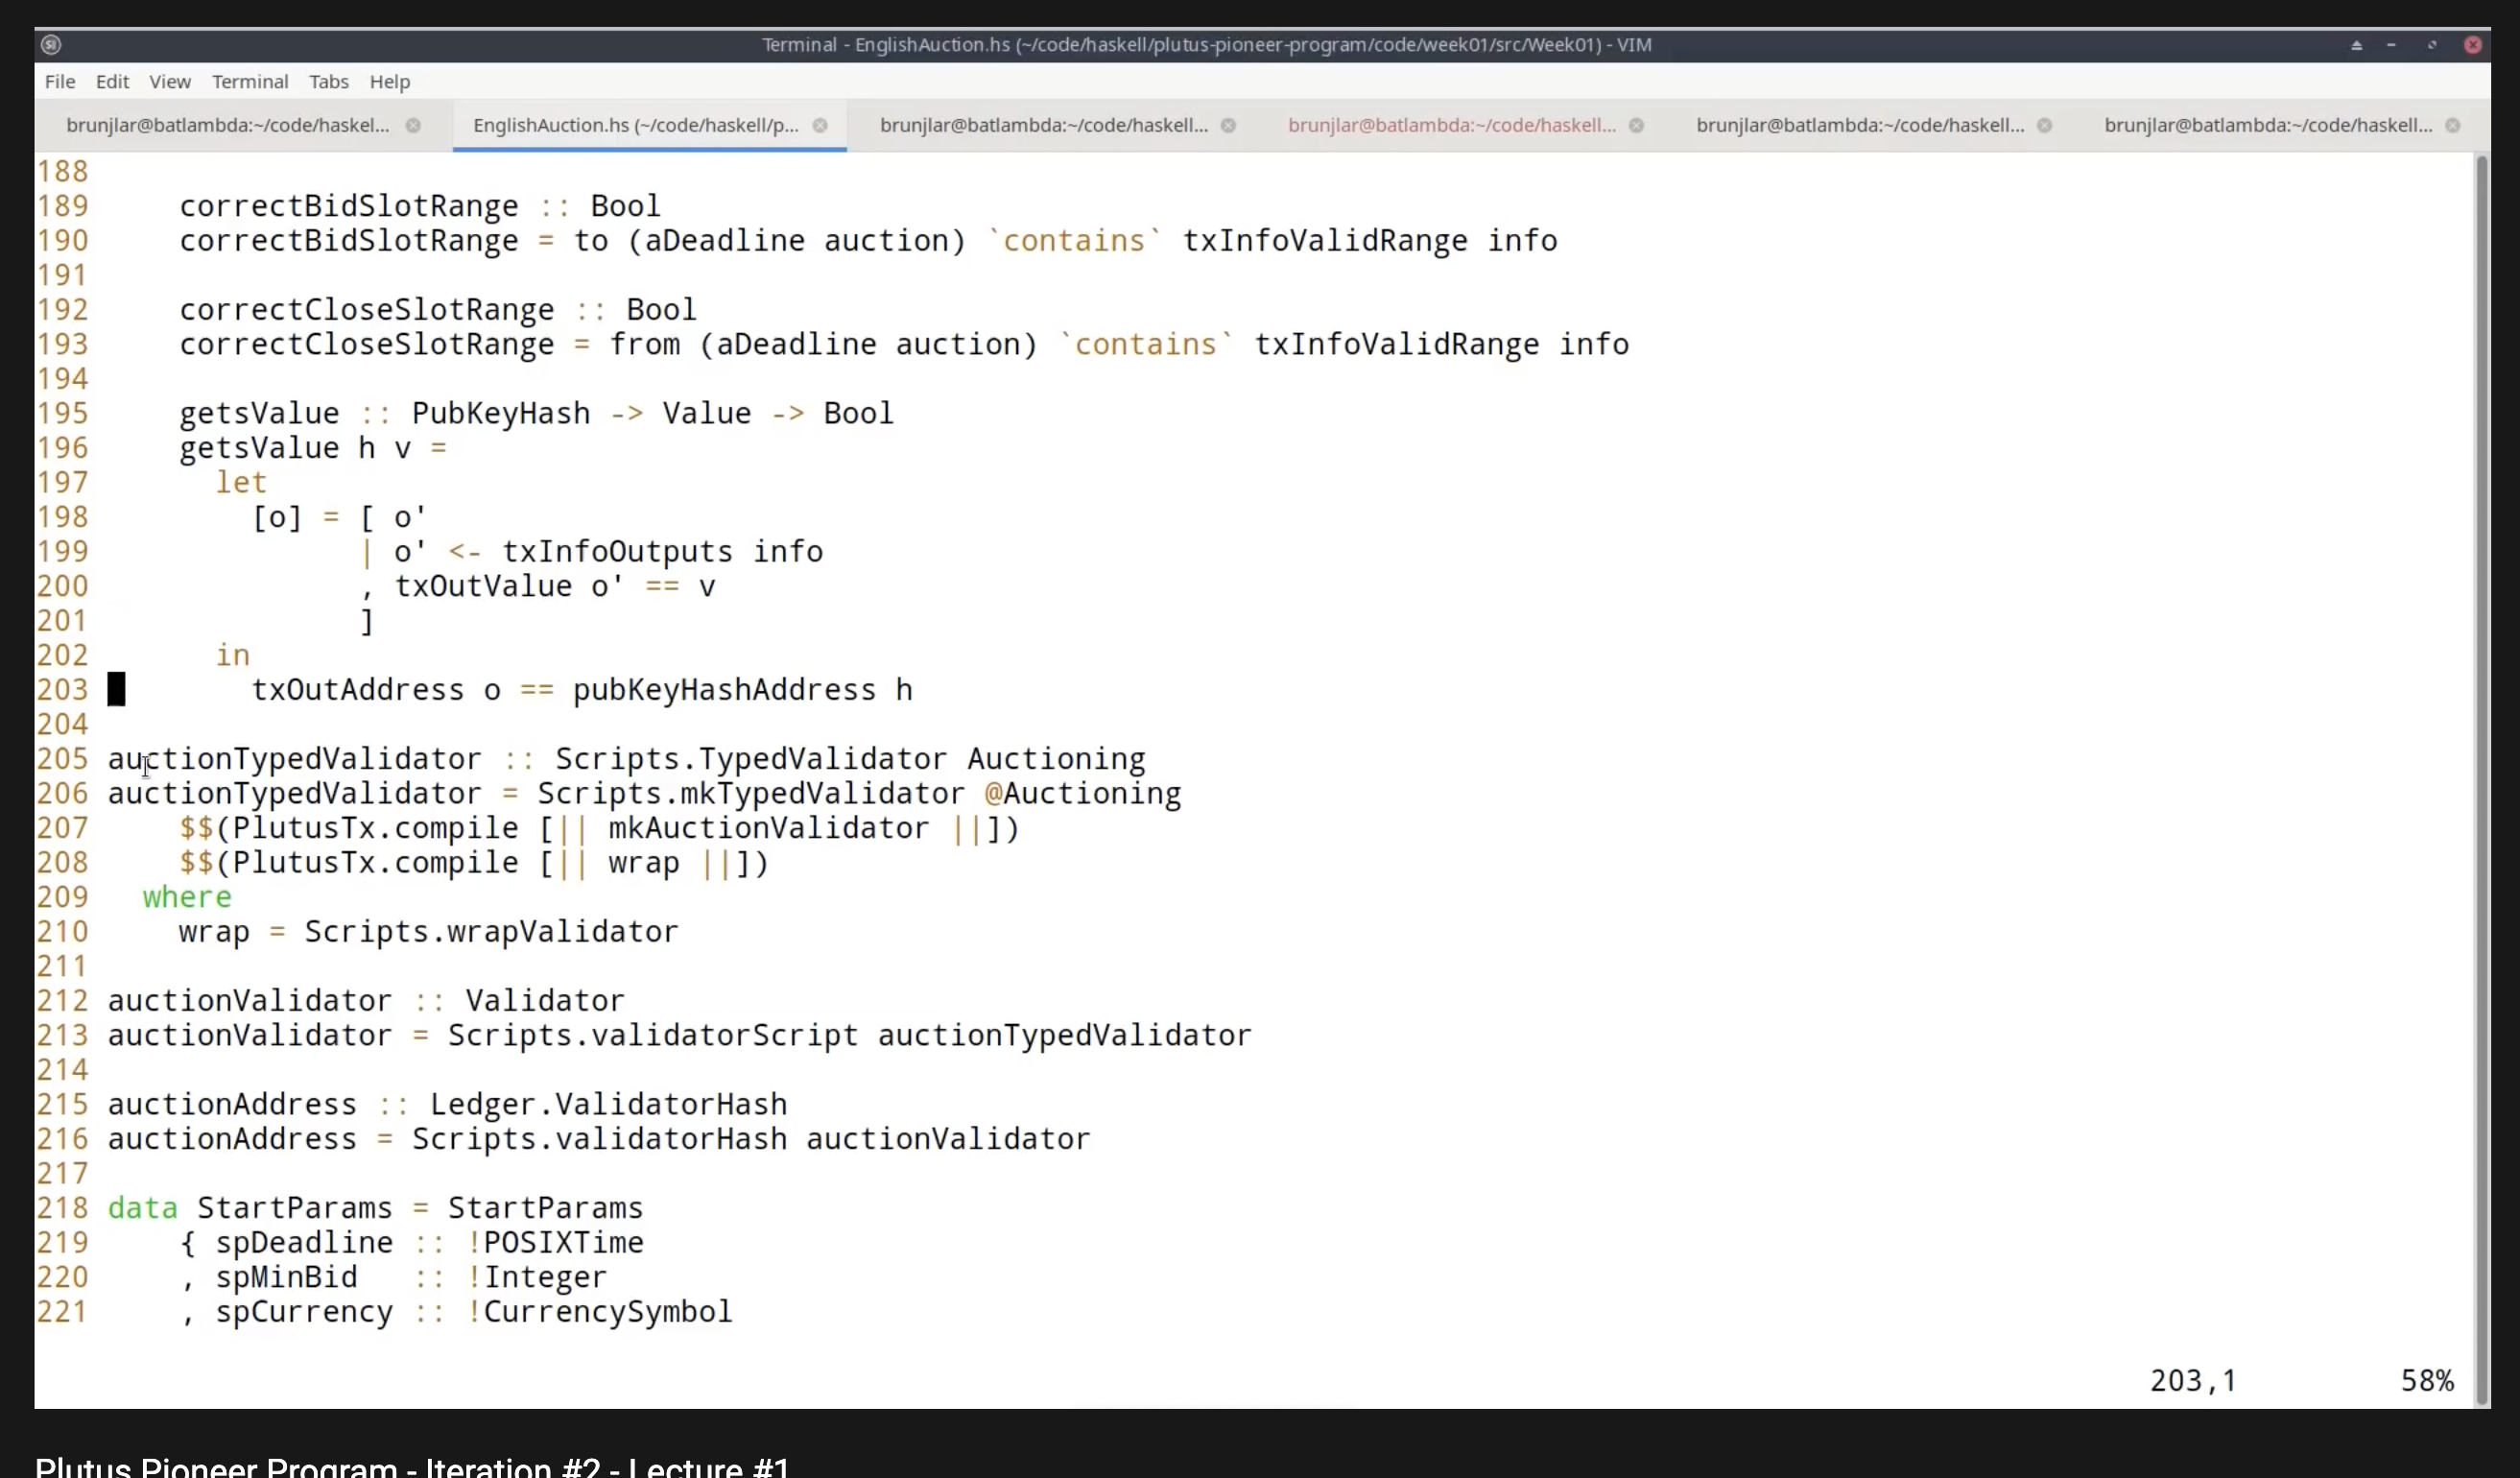 Terminal - EnglishAuction.hs (~/code/haskell/plutus-pioneer-program/code/week01/src/Week01) - VIM
File Edit View Terminal Tabs Help
brunjlar@batlambda:~/code/haskel... EnglishAuction.hs (~/code/haskell/p... brunjlar@batlambda:~/code/haskell... brunjlar@batlambda:~/code/haskell... brunjlar@batlambda:~/code/haskell... brunjlar@batlambda:~/code/haskell...
188
189     correctBidSlotRange :: Bool
190     correctBidSlotRange = to (aDeadline auction) `contains` txInfoValidRange info
191
192     correctCloseSlotRange :: Bool
193     correctCloseSlotRange = from (aDeadline auction) `contains` txInfoValidRange info
194
195     getsValue :: PubKeyHash -> Value -> Bool
196     getsValue h v =
197       let
198         [o] = [ o'
199               | o' <- txInfoOutputs info
200               , txOutValue o' == v
201               ]
202       in
203         txOutAddress o == pubKeyHashAddress h
204
205 auctionTypedValidator :: Scripts.TypedValidator Auctioning
206 auctionTypedValidator = Scripts.mkTypedValidator @Auctioning
207     $$(PlutusTx.compile [|| mkAuctionValidator ||])
208     $$(PlutusTx.compile [|| wrap ||])
209   where
210     wrap = Scripts.wrapValidator
211
212 auctionValidator :: Validator
213 auctionValidator = Scripts.validatorScript auctionTypedValidator
214
215 auctionAddress :: Ledger.ValidatorHash
216 auctionAddress = Scripts.validatorHash auctionValidator
217
218 data StartParams = StartParams
219     { spDeadline :: !POSIXTime
220     , spMinBid   :: !Integer
221     , spCurrency :: !CurrencySymbol
203,1 58%
Plutus Pioneer Program - Iteration #2 - Lecture #1